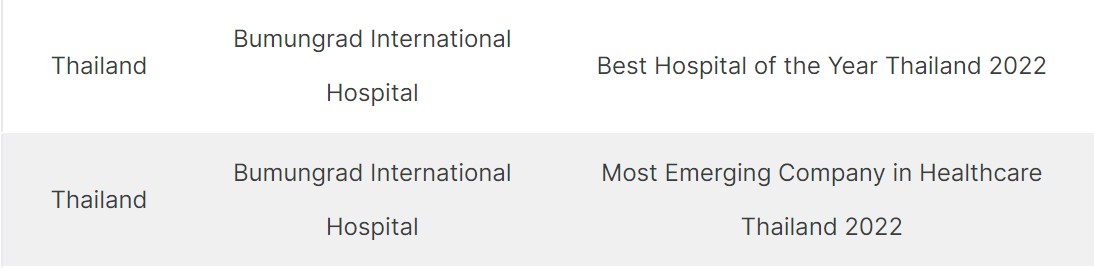 Thailand
Bumungrad International
Hospital
Best Hospital of the Year Thailand 2022
Thailand
Bumungrad International
Hospital
Most Emerging Company in Healthcare
Thailand 2022